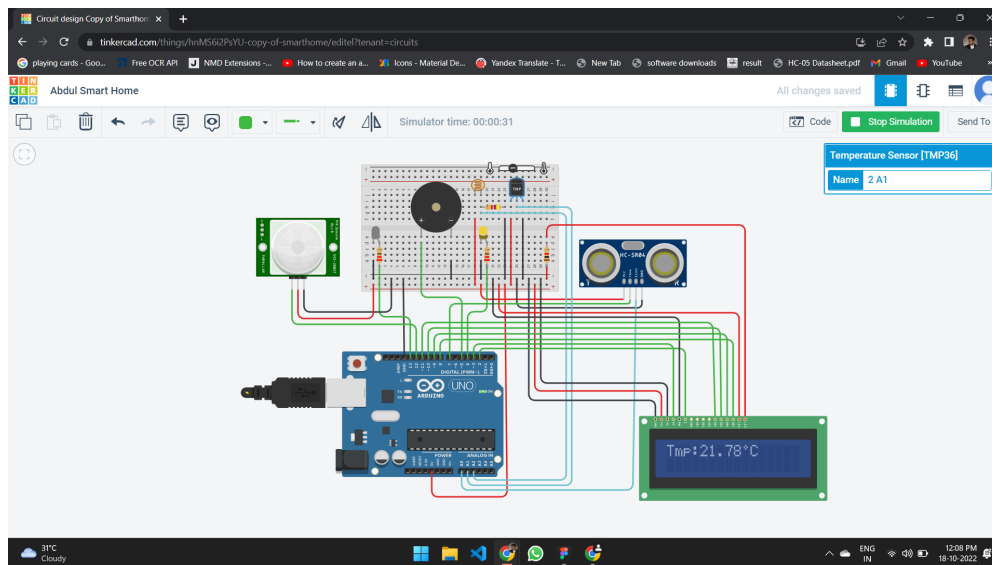 Circuit design Copy of Smarthom
tinkercad.com/things/hnMS6i2PsYU-copy-of-smarthome/editel?tenant=circuits
playing cards - Goo...
Free OCR API
NMD Extensions -...
How to create an a...
Icons - Material De...
Yandex Translate - T...
New Tab
software downloads
result
HC-05 Datasheet.pdf
Gmail
YouTube
TIN
KER
CAD
Abdul Smart Home
All changes saved
Simulator time: 00:00:31
Code
Stop Simulation
Send To
Temperature Sensor [TMP36]
Name
2 A1
TMP
HC-SR04
T
R
DIGITAL (PWM~)
UNO
ARDUINO
ON
POWER
ANALOG IN
Tmp:21.78°C
31°C
Cloudy
ENG
IN
12:08 PM
18-10-2022